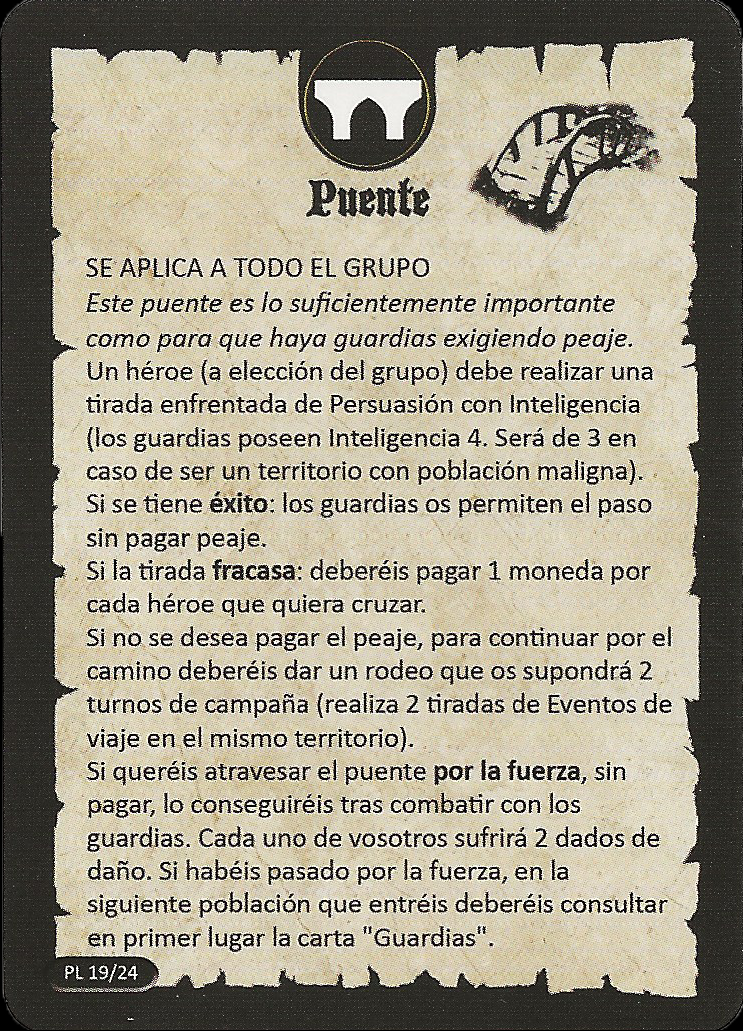 Puente
SE APLICA A TODO EL GRUPO
Este puente es lo suficientemente importante
como para que haya guardias exigiendo peaje.
Un héroe (a elección del grupo) debe realizar una
tirada enfrentada de Persuasión con Inteligencia
(los guardias poseen Inteligencia 4. Será de 3 en
caso de ser un territorio con población maligna).
Si se tiene éxito: los guardias os permiten el paso
sin pagar peaje.
Si la tirada fracasa: deberéis pagar 1 moneda por
cada héroe que quiera cruzar.
Si no se desea pagar el peaje, para continuar por el
camino deberéis dar un rodeo que os supondrá 2
turnos de campaña (realiza 2 tiradas de Eventos de
viaje en el mismo territorio).
Si queréis atravesar el puente por la fuerza, sin
pagar, lo conseguiréis tras combatir con los
guardias. Cada uno de vosotros sufrirá 2 dados de
daño. Si habéis pasado por la fuerza, en la
siguiente población que entréis deberéis consultar
en primer lugar la carta "Guardias".
PL 19/24